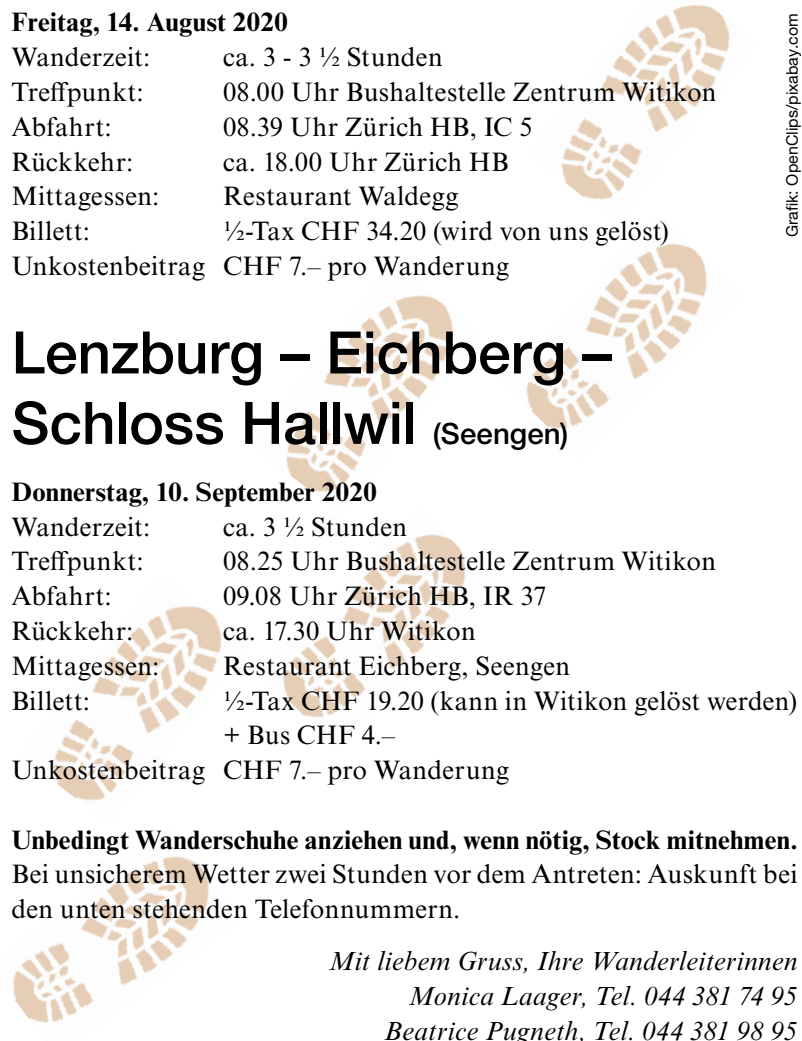 Freitag, 14. August 2020
Wanderzeit: ca. 3 - 3 ½ Stunden
Treffpunkt: 08.00 Uhr Bushaltestelle Zentrum Witikon
Abfahrt: 08.39 Uhr Zürich HB, IC 5
Rückkehr: ca. 18.00 Uhr Zürich HB
Mittagessen: Restaurant Waldegg
Billett: ½-Tax CHF 34.20 (wird von uns gelöst)
Unkostenbeitrag CHF 7.– pro Wanderung
Grafik: OpenClips/pixabay.com
Lenzburg – Eichberg –
Schloss Hallwil (Seengen)
Donnerstag, 10. September 2020
Wanderzeit: ca. 3 ½ Stunden
Treffpunkt: 08.25 Uhr Bushaltestelle Zentrum Witikon
Abfahrt: 09.08 Uhr Zürich HB, IR 37
Rückkehr: ca. 17.30 Uhr Witikon
Mittagessen: Restaurant Eichberg, Seengen
Billett: ½-Tax CHF 19.20 (kann in Witikon gelöst werden)
+ Bus CHF 4.–
Unkostenbeitrag CHF 7.– pro Wanderung
Unbedingt Wanderschuhe anziehen und, wenn nötig, Stock mitnehmen.
Bei unsicherem Wetter zwei Stunden vor dem Antreten: Auskunft bei
den unten stehenden Telefonnummern.
Mit liebem Gruss, Ihre Wanderleiterinnen
Monica Laager, Tel. 044 381 74 95
Beatrice Pugneth, Tel. 044 381 98 95